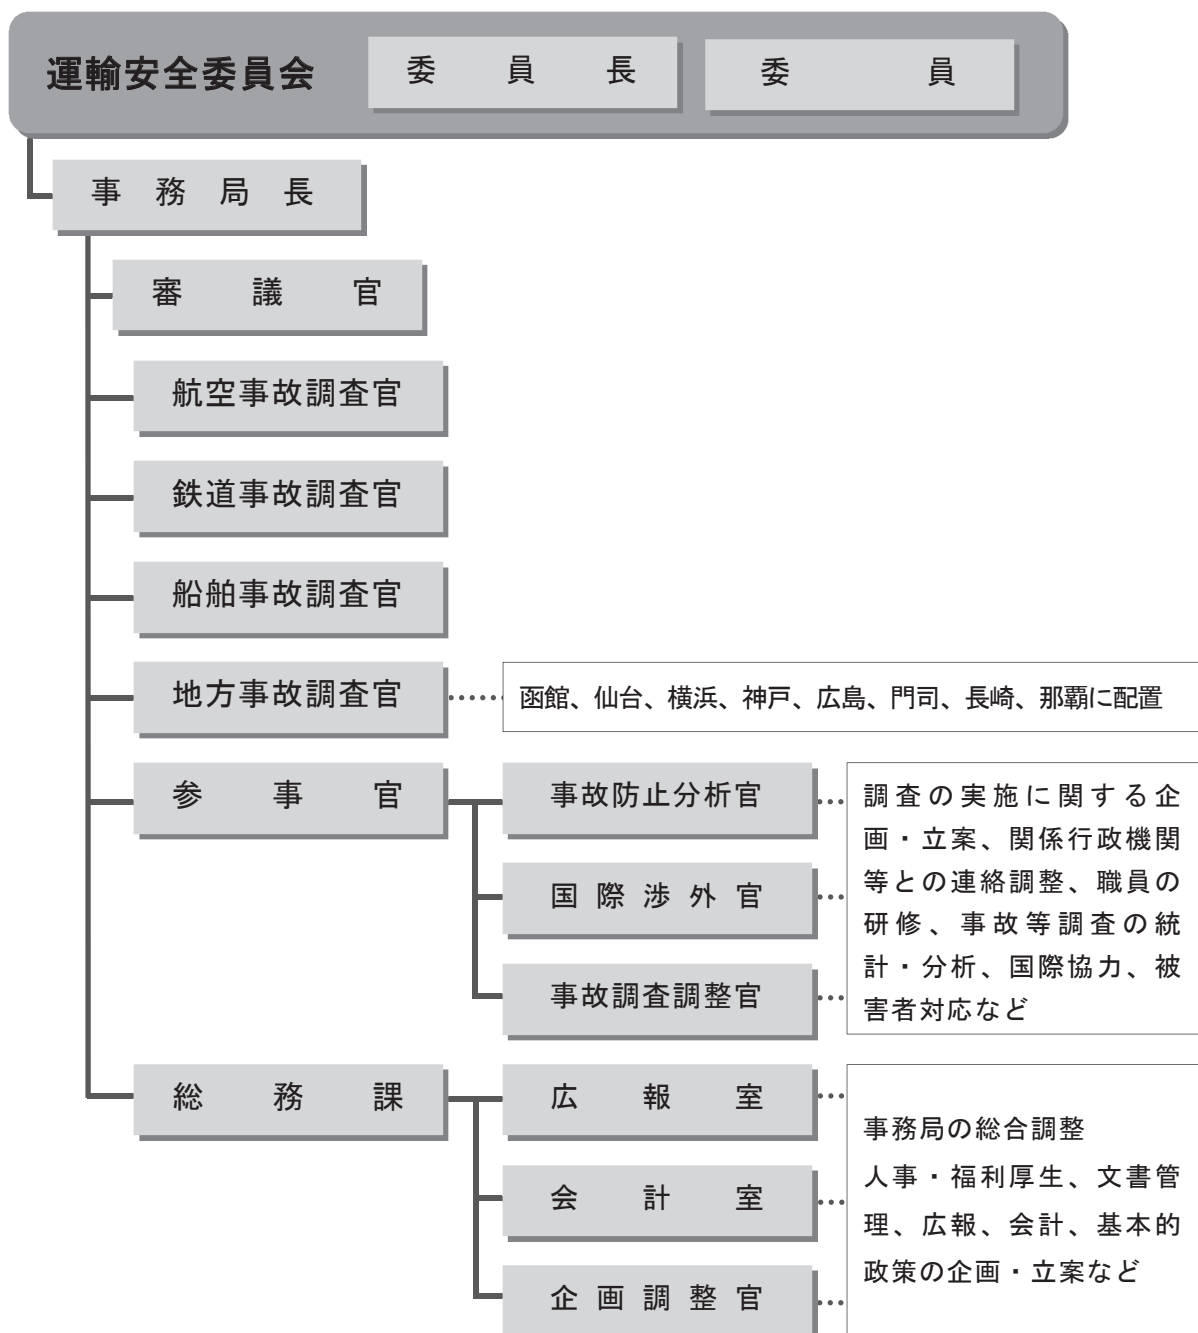 運輸安全委員会
委員長
委員
事務局長
審議官
航空事故調査官
鉄道事故調査官
船舶事故調査官
地方事故調査官
函館、仙台、横浜、神戸、広島、門司、長崎、那覇に配置
参事官
事故防止分析官
国際渉外官
事故調査調整官
調査の実施に関する企
画・立案、関係行政機関
等との連絡調整、職員の
研修、事故等調査の統
計・分析、国際協力、被
害者対応など
総務課
広報室
会計室
企画調整官
事務局の総合調整
人事・福利厚生、文書管
理、広報、会計、基本的
政策の企画・立案など